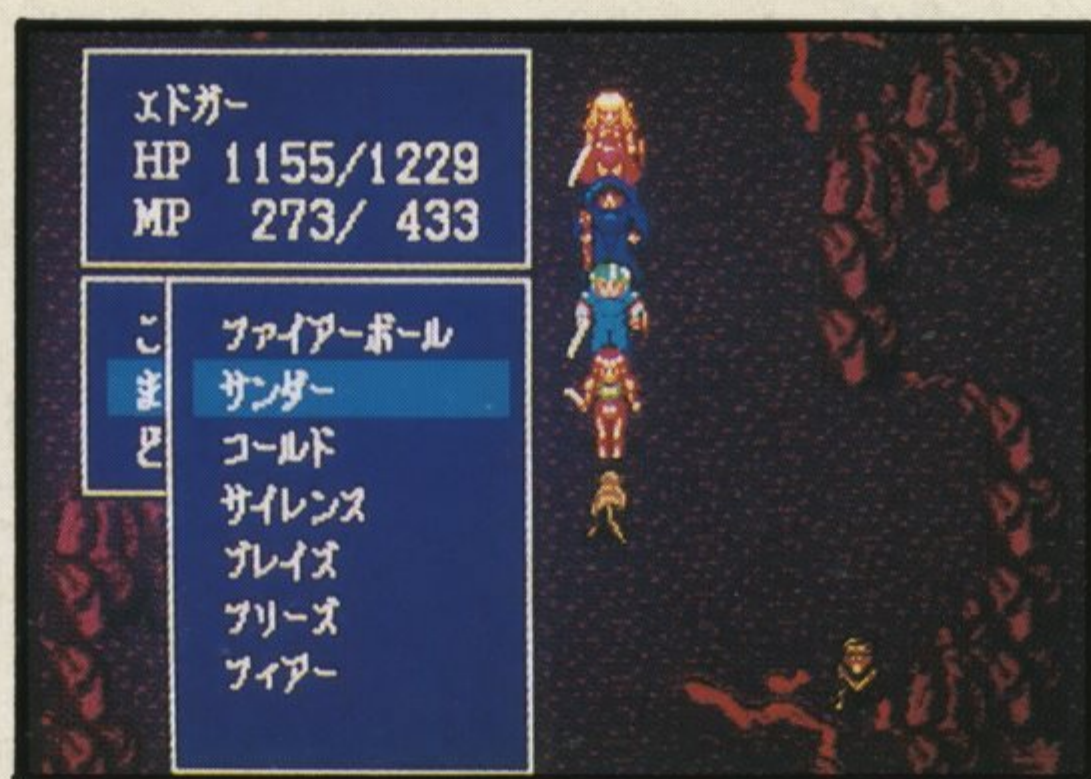 エドガー
HP 1155/1229
MP 273/ 433
こ
ま
ど
ファイアーボール
サンダー
コールド
サイレンス
ブレイズ
フリーズ
フィアー